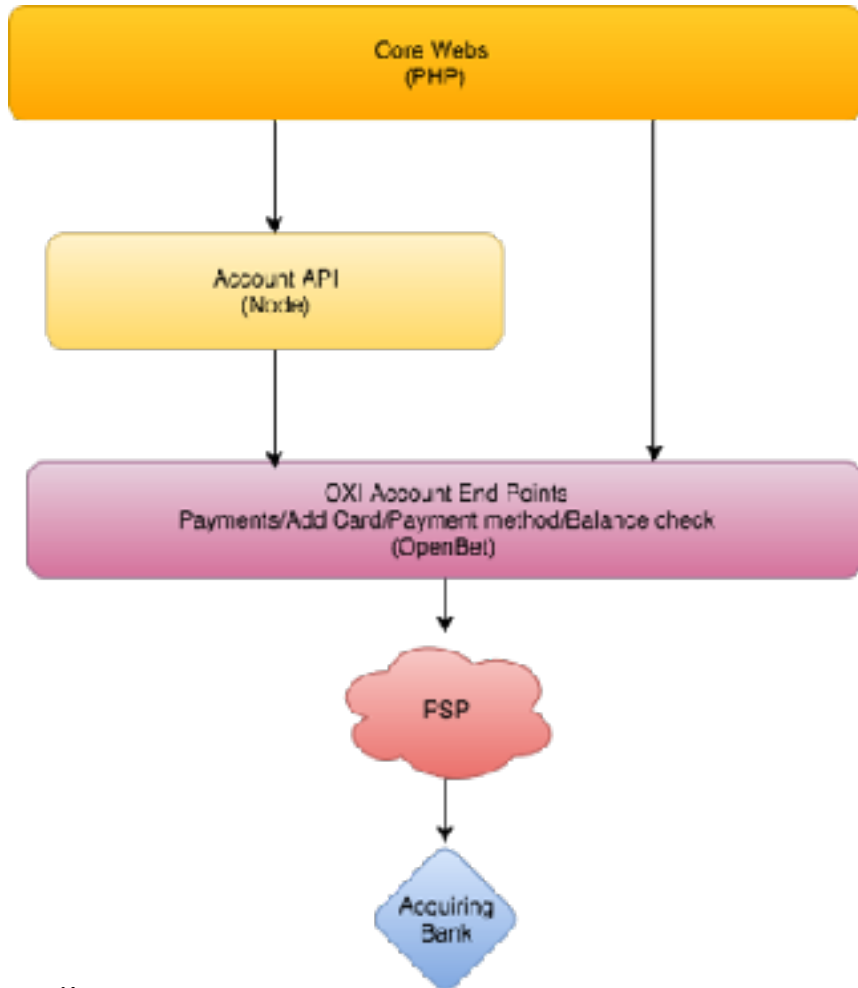 Core Webs
(PHP)
Account API
(Node)
OXI Account End Points
Payments/Add Card/Payment method/Balance check
(OpenBet)
PSP
Acquiring
Bank